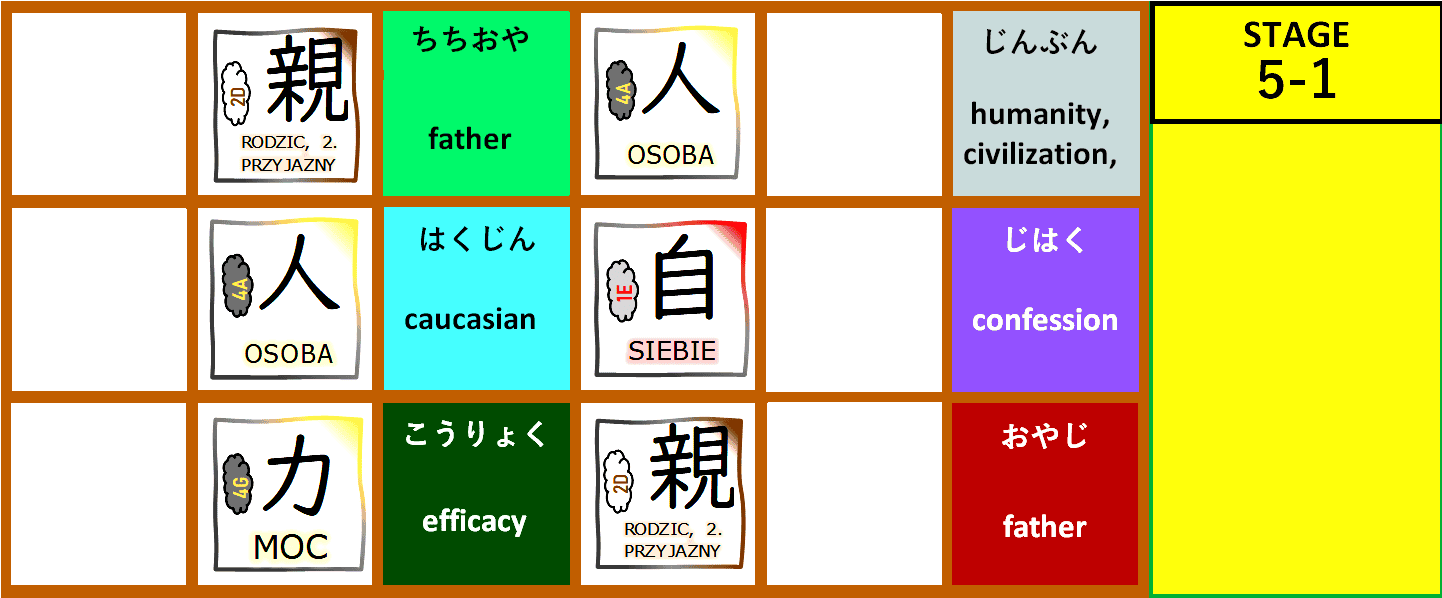 2D
親
RODZIC, 2.
PRZYJAZNY
ちちおや
father
4A
人
OSOBA
じんぶん
humanity,
civilization,
STAGE
5-1
4A
人
OSOBA
はくじん
caucasian
1E
自
SIEBIE
じはく
confession
4G
力
MOC
こうりょく
efficacy
2D
親
RODZIC, 2.
PRZYJAZNY
おやじ
father